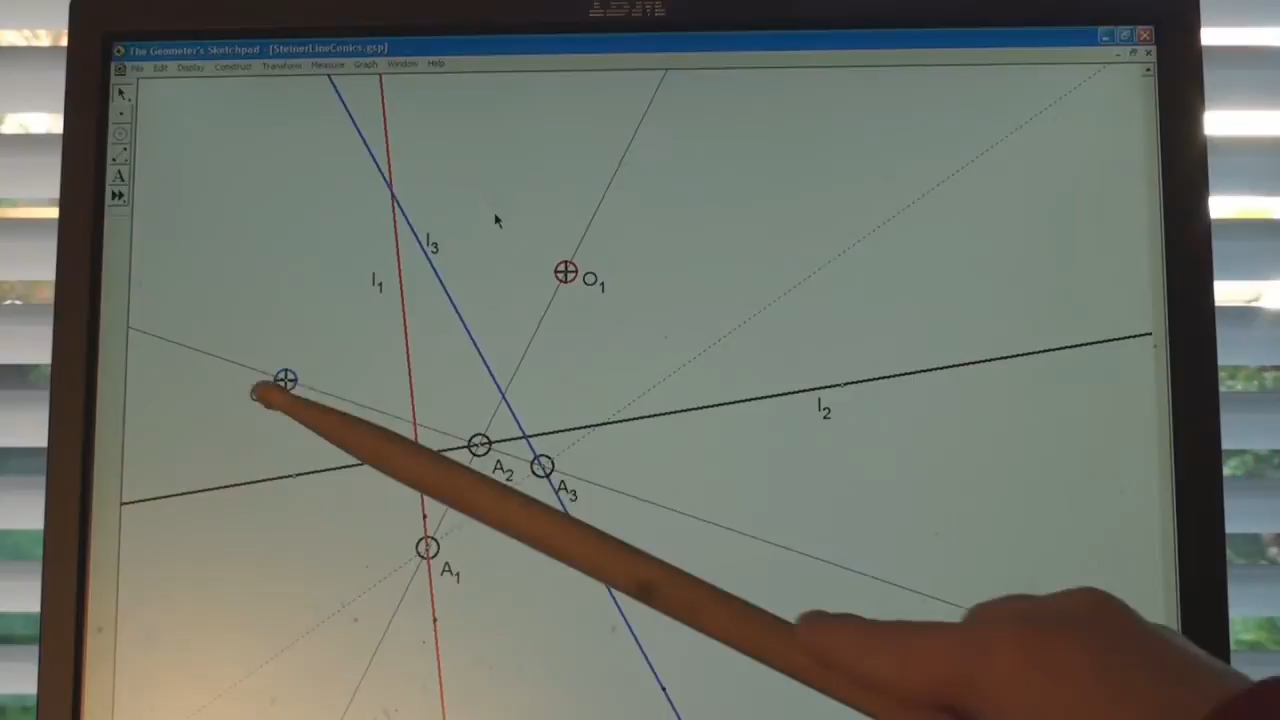 The Geometer's Sketchpad - [SteinerLineConics.gsp]
File Edit Display Construct Transform Measure Graph Window Help
A
l3
l1
O1
l2
A2
A3
A1